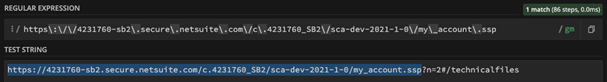 REGULAR EXPRESSION
1 match (86 steps, 0.0ms)
⋮/ https\:\/\/4231760-sb2\.secure\.netsuite\.com\/c\.4231760_SB2\/sca-dev-2021-1-0\/my\_account\.ssp / gm
TEST STRING
https://4231760-sb2.secure.netsuite.com/c.4231760_SB2/sca-dev-2021-1-0/my_account.ssp?n=2#/technicalfiles